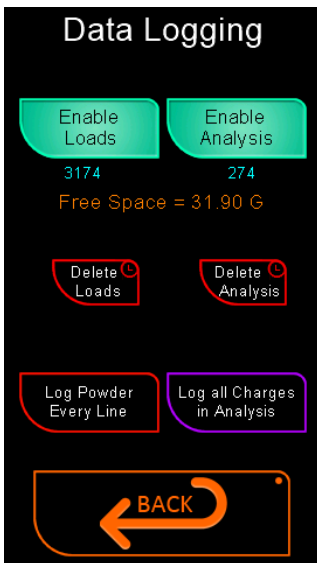 Data Logging
Enable Loads
Enable Analysis
3174
274
Free Space = 31.90 G
Delete Loads
Delete Analysis
Log Powder Every Line
Log all Charges in Analysis
BACK